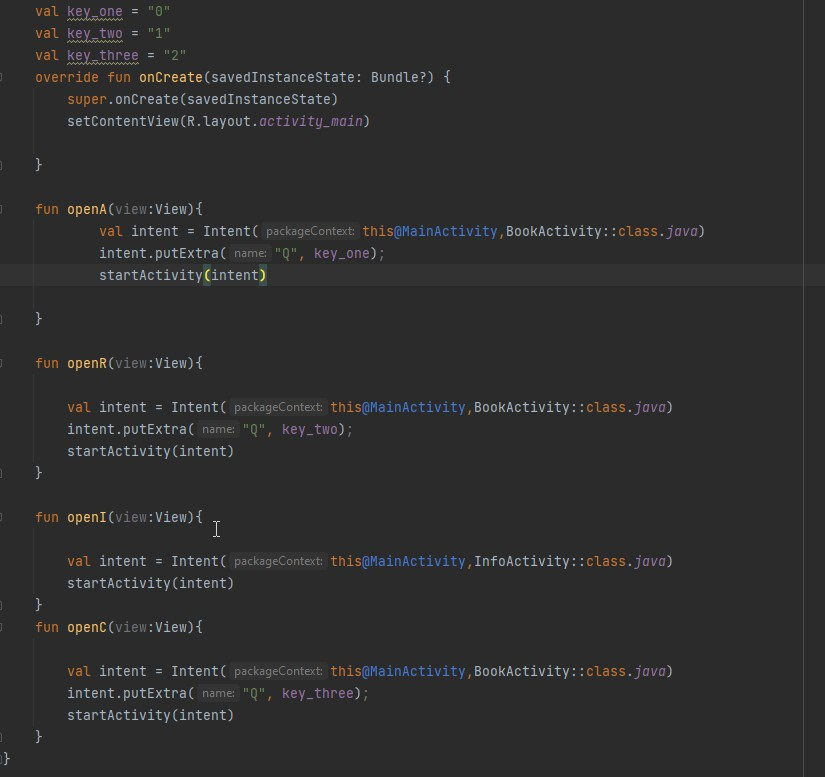 val key_one = "0"
val key_two = "1"
val key_three = "2"
override fun onCreate(savedInstanceState: Bundle?) {
super.onCreate(savedInstanceState)
setContentView(R.layout.activity_main)
}
fun openA(view:View){
val intent = Intent( packageContext: this@MainActivity,BookActivity::class.java)
intent.putExtra( name: "Q", key_one);
startActivity(intent)
}
fun openR(view:View){
val intent = Intent( packageContext: this@MainActivity,BookActivity::class.java)
intent.putExtra( name: "Q", key_two);
startActivity(intent)
}
fun openI(view:View){
val intent = Intent( packageContext: this@MainActivity,InfoActivity::class.java)
startActivity(intent)
}
fun openC(view:View){
val intent = Intent( packageContext: this@MainActivity,BookActivity::class.java)
intent.putExtra( name: "Q", key_three);
startActivity(intent)
}
}